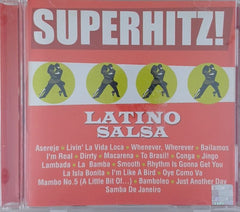 SUPERHITZ!
LATINO
SALSA
Asereje • Livin' La Vida Loca • Whenever, Wherever • Bailamos
I'm Real • Dirrty • Macarena • To Brasil! • Conga • Jingo
Lambada • La Bamba • Smooth • Rhythm Is Gonna Get You
La Isla Bonita • I'm Like A Bird • Oye Como Va
Mambo No.5 (A Little Bit Of...) • Bamboleo • Just Another Day
Samba De Janeiro